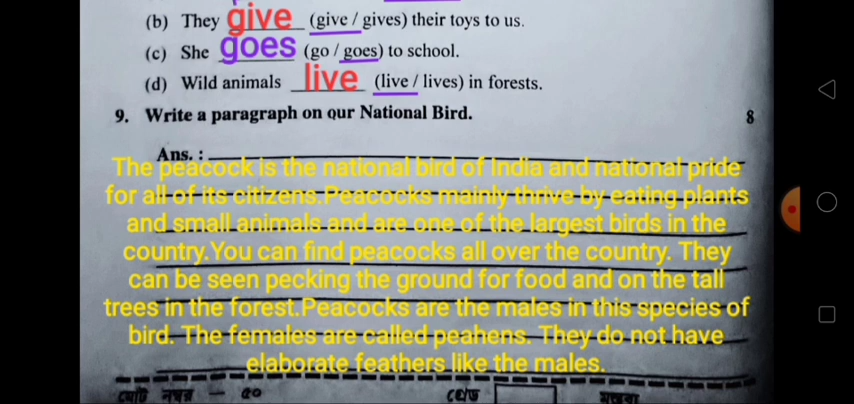 (b) They give (give / gives) their toys to us.
(c) She goes (go / goes) to school.
(d) Wild animals live (live / lives) in forests.
9. Write a paragraph on our National Bird. 8
Ans. :
The peacock is the national bird of India and national pride
for all of its citizens.Peacocks mainly thrive by eating plants
and small animals and are one of the largest birds in the
country.You can find peacocks all over the country. They
can be seen pecking the ground for food and on the tall
trees in the forest.Peacocks are the males in this species of
bird. The females are called peahens. They do not have
elaborate feathers like the males.
মোট নম্বর — ৫০